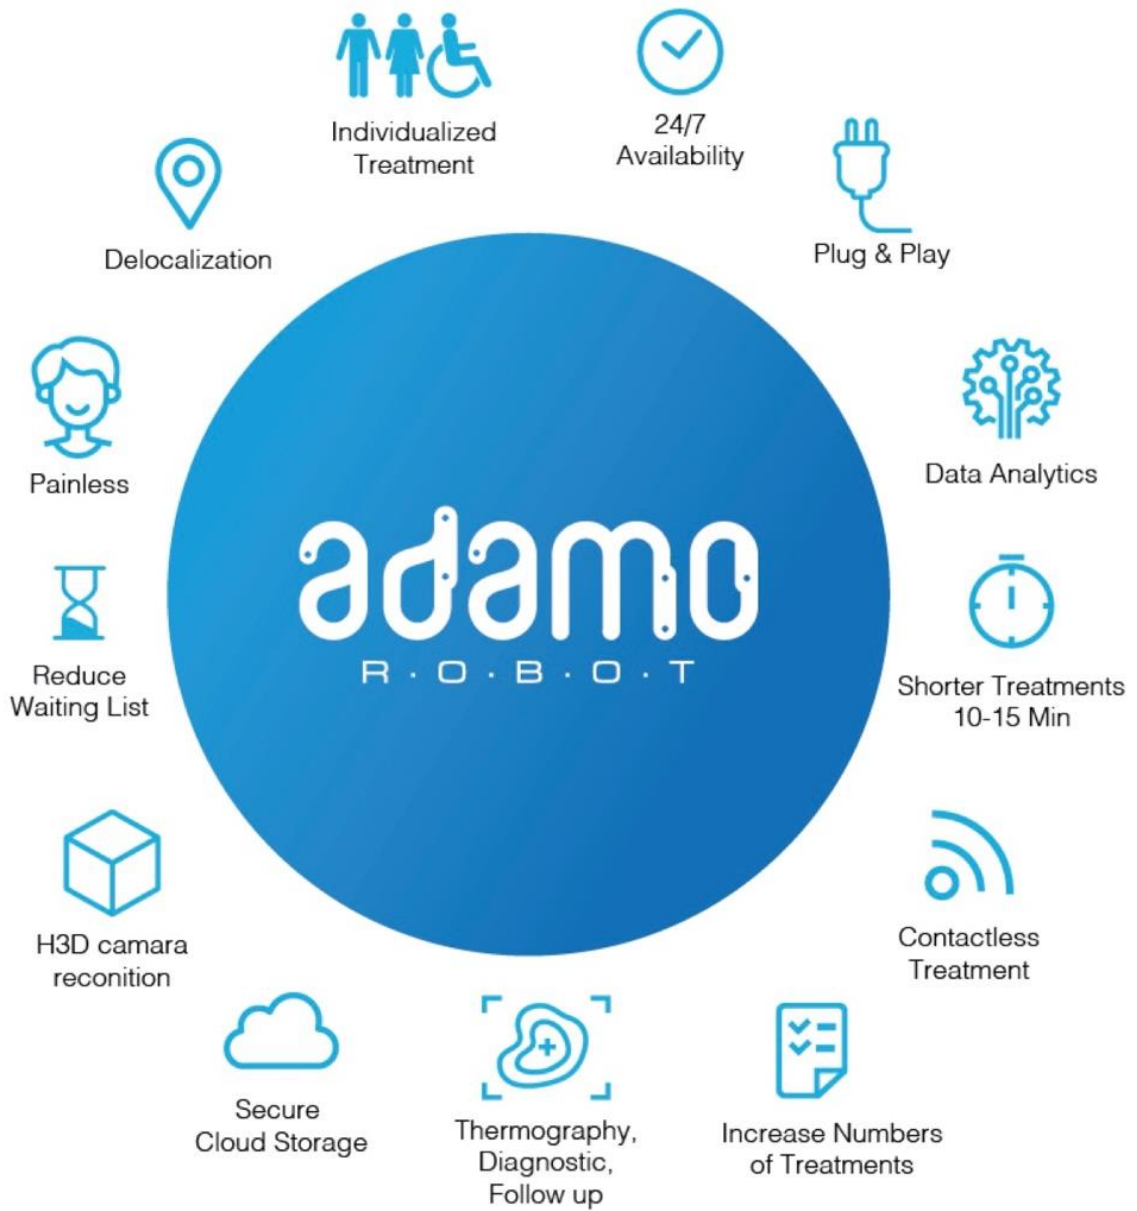 Individualized
Treatment
24/7
Availability
Plug & Play
Delocalization
Painless
Data Analytics
adamo
R·O·B·O·T
Reduce
Waiting List
Shorter Treatments
10-15 Min
H3D camara
reconition
Contactless
Treatment
Secure
Cloud Storage
Thermography,
Diagnostic,
Follow up
Increase Numbers
of Treatments